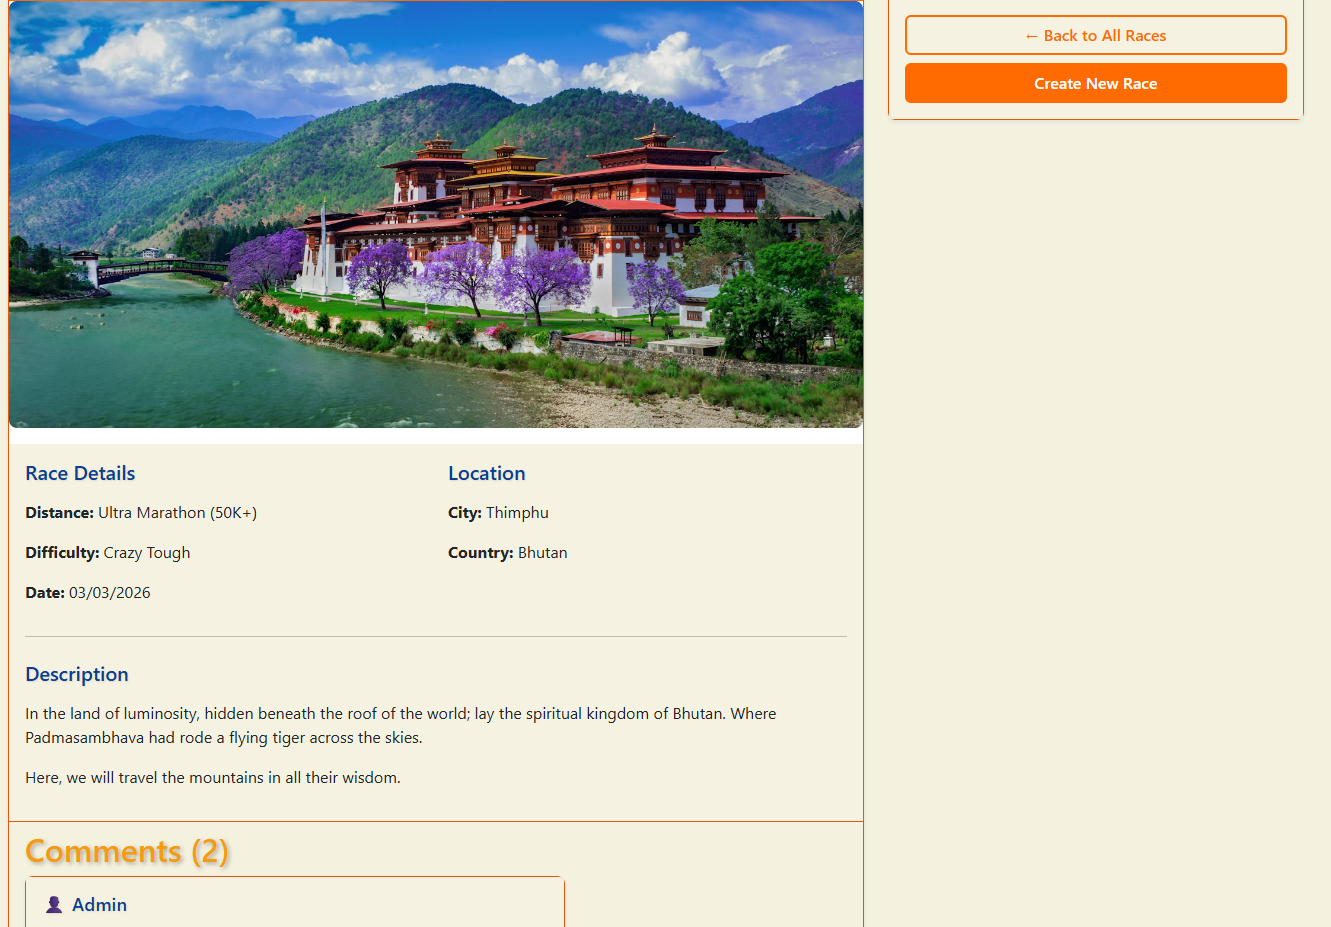 ← Back to All Races
Create New Race
Race Details
Distance: Ultra Marathon (50K+)
Difficulty: Crazy Tough
Date: 03/03/2026
Location
City: Thimphu
Country: Bhutan
Description
In the land of luminosity, hidden beneath the roof of the world; lay the spiritual kingdom of Bhutan. Where
Padmasambhava had rode a flying tiger across the skies.
Here, we will travel the mountains in all their wisdom.
Comments (2)
Admin